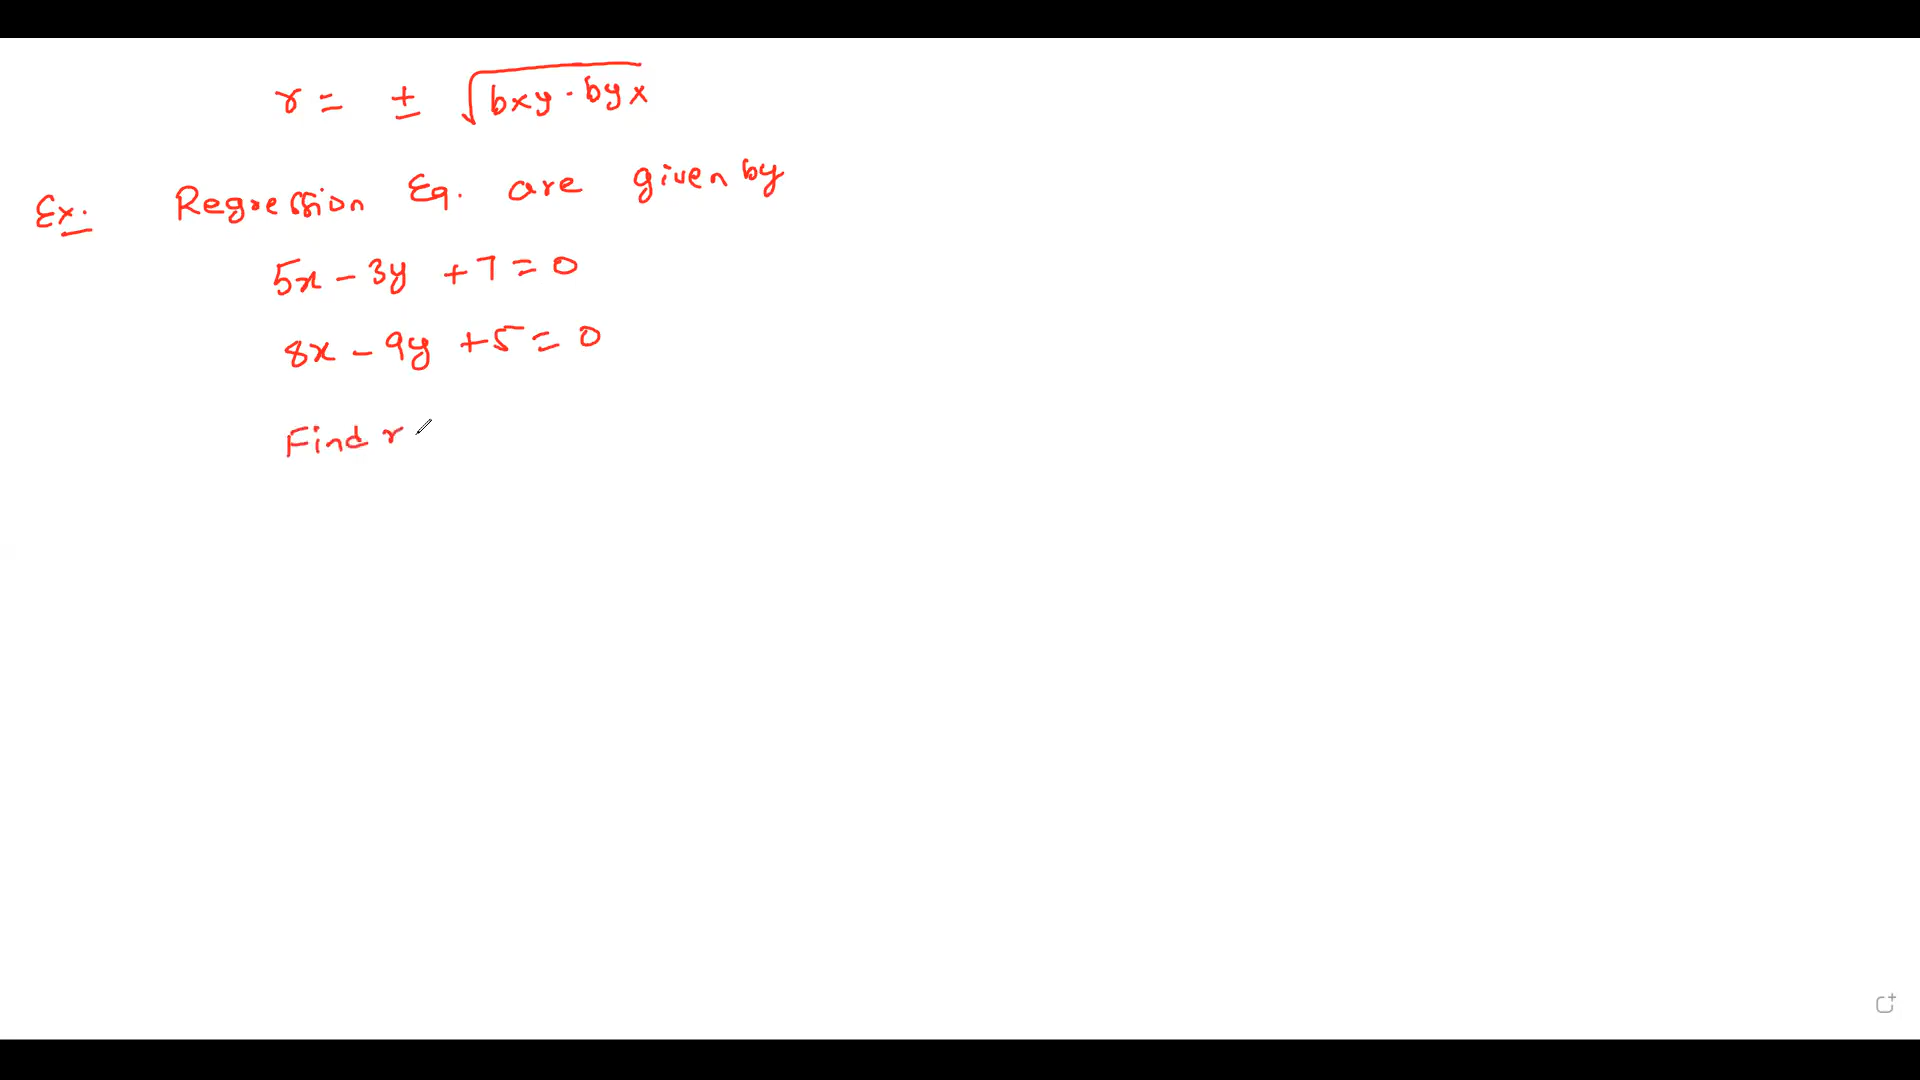 r = ± √bxy · byx
Ex. Regression Eq. are given by
5x - 3y + 7 = 0
8x - 9y + 5 = 0
Find r